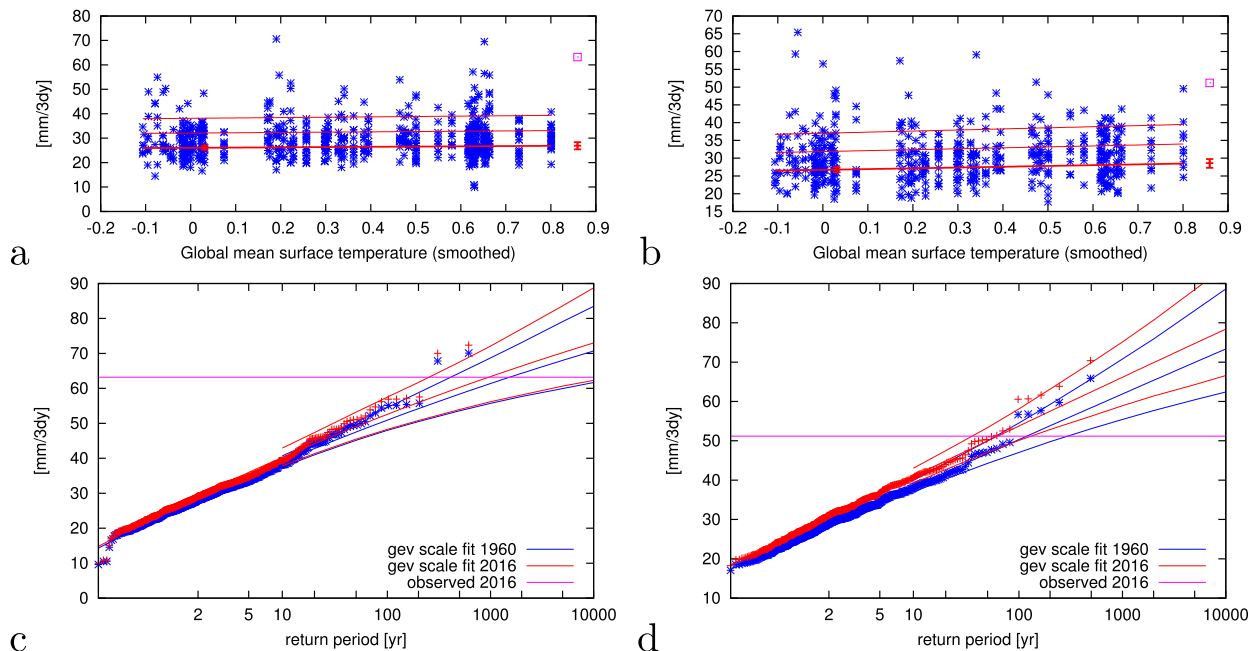 [mm/3dy]
80
70
60
50
40
30
20
10
0
-0.2 -0.1 0 0.1 0.2 0.3 0.4 0.5 0.6 0.7 0.8 0.9
Global mean surface temperature (smoothed)
a
[mm/3dy]
70
65
60
55
50
45
40
35
30
25
20
15
-0.2 -0.1 0 0.1 0.2 0.3 0.4 0.5 0.6 0.7 0.8 0.9
Global mean surface temperature (smoothed)
b
[mm/3dy]
90
80
70
60
50
40
30
20
10
0
gev scale fit 1960
gev scale fit 2016
observed 2016
2 5 10 100 1000 10000
return period [yr]
c
[mm/3dy]
90
80
70
60
50
40
30
20
10
gev scale fit 1960
gev scale fit 2016
observed 2016
2 5 10 100 1000 10000
return period [yr]
d